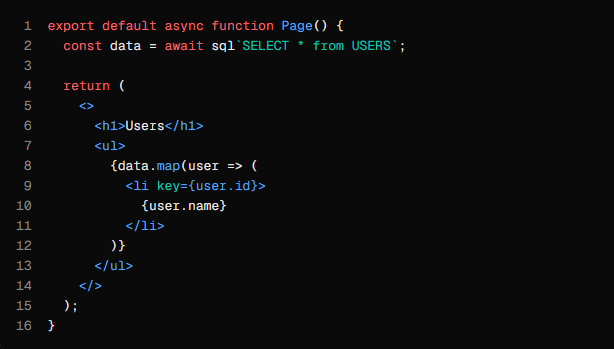 1 export default async function Page() {
2   const data = await sql`SELECT * from USERS`;
3
4   return (
5     <>
6       <h1>Users</h1>
7       <ul>
8         {data.map(user => (
9           <li key={user.id}>
10             {user.name}
11           </li>
12         )}
13       </ul>
14     </>
15   );
16 }